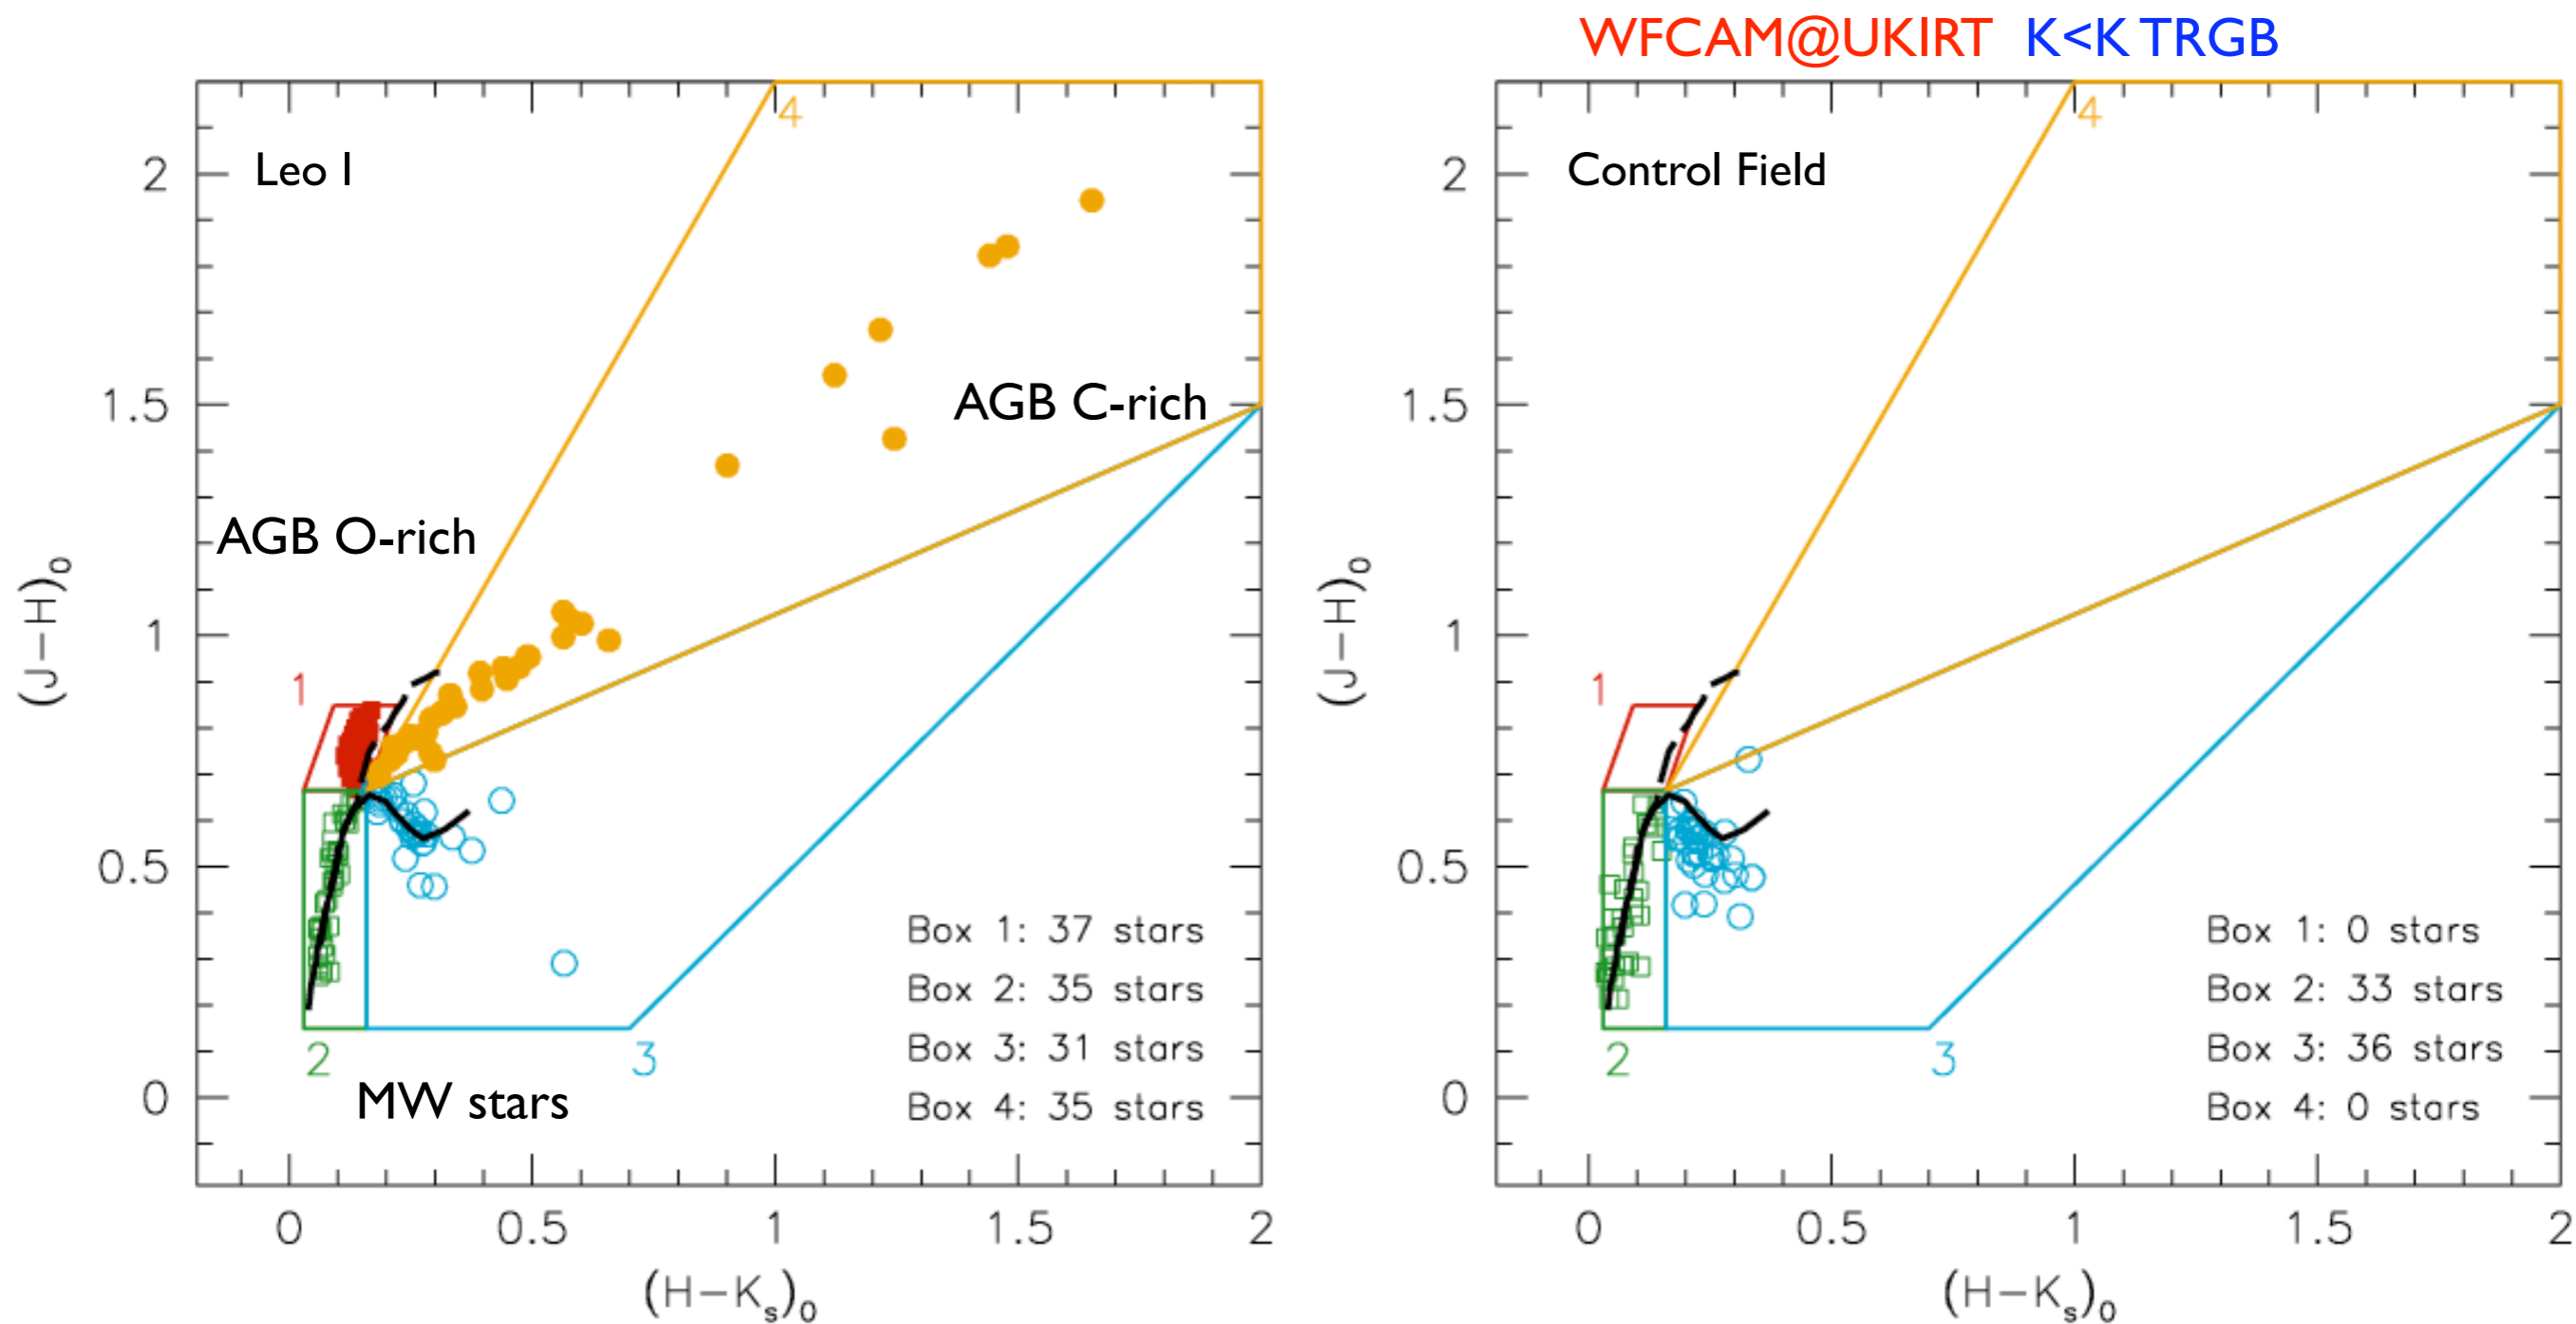 WFCAM@UKIRT K<K TRGB
Leo I
4
2
1.5
1
0.5
0
AGB C-rich
AGB O-rich
1
2
3
MW stars
Box 1: 37 stars
Box 2: 35 stars
Box 3: 31 stars
Box 4: 35 stars
0 0.5 1 1.5 2
(J-H)₀
(H-Kₛ)₀
Control Field
4
2
1.5
1
0.5
0
1
2
3
Box 1: 0 stars
Box 2: 33 stars
Box 3: 36 stars
Box 4: 0 stars
0 0.5 1 1.5 2
(J-H)₀
(H-Kₛ)₀